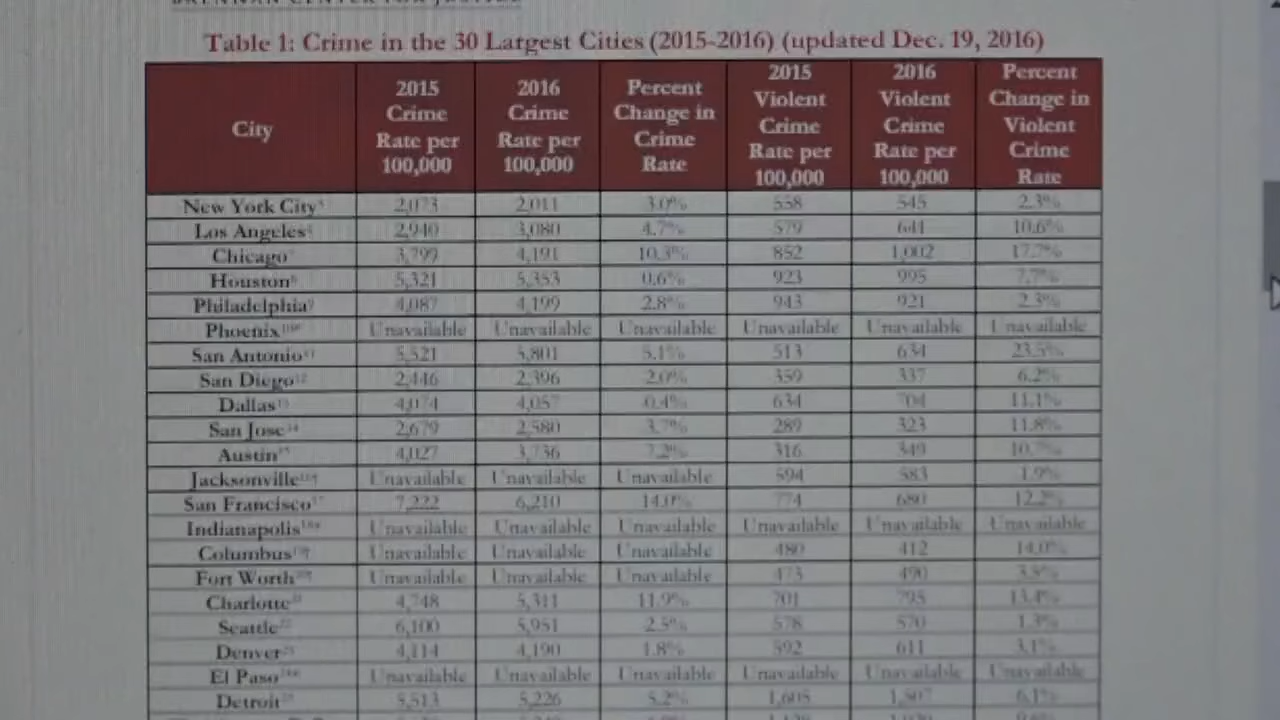 Table 1: Crime in the 30 Largest Cities (2015-2016) (updated Dec. 19, 2016)
City 2015 Crime Rate per 100,000 2016 Crime Rate per 100,000 Percent Change in Crime Rate 2015 Violent Crime Rate per 100,000 2016 Violent Crime Rate per 100,000 Percent Change in Violent Crime Rate
New York City 2,073 2,011 3.0% 558 545 2.3%
Los Angeles 2,940 3,080 4.7% 579 641 10.6%
Chicago 3,799 4,191 10.3% 852 1,002 17.7%
Houston 5,321 5,353 0.6% 923 995 7.7%
Philadelphia 4,087 4,199 2.8% 943 921 2.3%
Phoenix Unavailable Unavailable Unavailable Unavailable Unavailable Unavailable
San Antonio 5,521 5,801 5.1% 513 634 23.5%
San Diego 2,446 2,396 2.0% 359 337 6.2%
Dallas 4,074 4,057 0.4% 634 704 11.1%
San Jose 2,679 2,580 3.7% 289 323 11.8%
Austin 4,027 3,736 7.2% 316 349
Jacksonville Unavailable Unavailable Unavailable 594 583 1.9%
San Francisco 7,222 6,210 14.0% 774 680 12.2%
Indianapolis Unavailable Unavailable Unavailable Unavailable Unavailable Unavailable
Columbus Unavailable Unavailable Unavailable 480 412 14.0%
Fort Worth Unavailable Unavailable Unavailable 473 490
Charlotte 4,748 5,311 11.9% 701 795 13.4%
Seattle 6,100 5,951 2.5% 578 570 1.3%
Denver 4,114 4,190 1.8% 592 611 3.1%
El Paso Unavailable Unavailable Unavailable Unavailable Unavailable Unavailable
Detroit 5,513 5,226 5.2% 1,605 1,507 6.1%